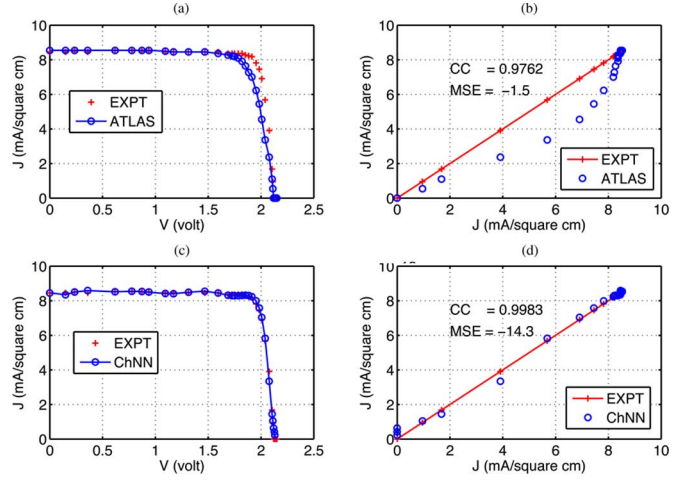 (a)
10
8
6
4
2
0
J (mA/square cm)
EXPT
ATLAS
0 0.5 1 1.5 2 2.5
V (volt)
(b)
10
8
6
4
2
0
J (mA/square cm)
CC = 0.9762
MSE = −1.5
EXPT
ATLAS
0 2 4 6 8 10
J (mA/square cm)
(c)
10
8
6
4
2
0
J (mA/square cm)
EXPT
ChNN
0 0.5 1 1.5 2 2.5
V (volt)
(d)
10
8
6
4
2
0
J (mA/square cm)
CC = 0.9983
MSE = −14.3
EXPT
ChNN
0 2 4 6 8 10
J (mA/square cm)